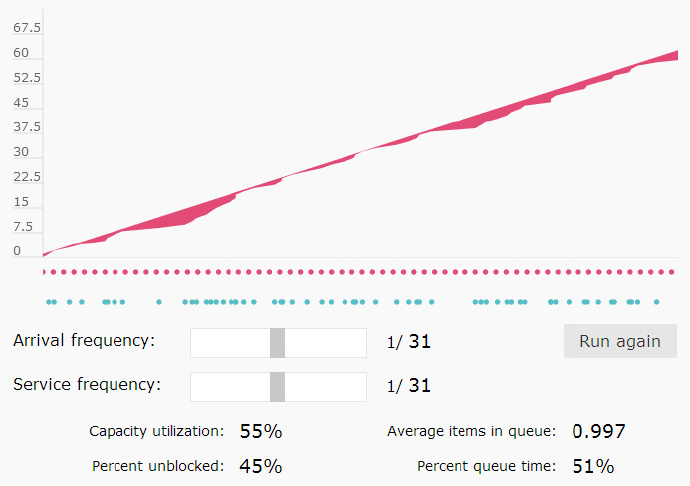 67.5
60
52.5
45
37.5
30
22.5
15
7.5
0
Arrival frequency: 1/ 31 Run again
Service frequency: 1/ 31
Capacity utilization: 55% Average items in queue: 0.997
Percent unblocked: 45% Percent queue time: 51%